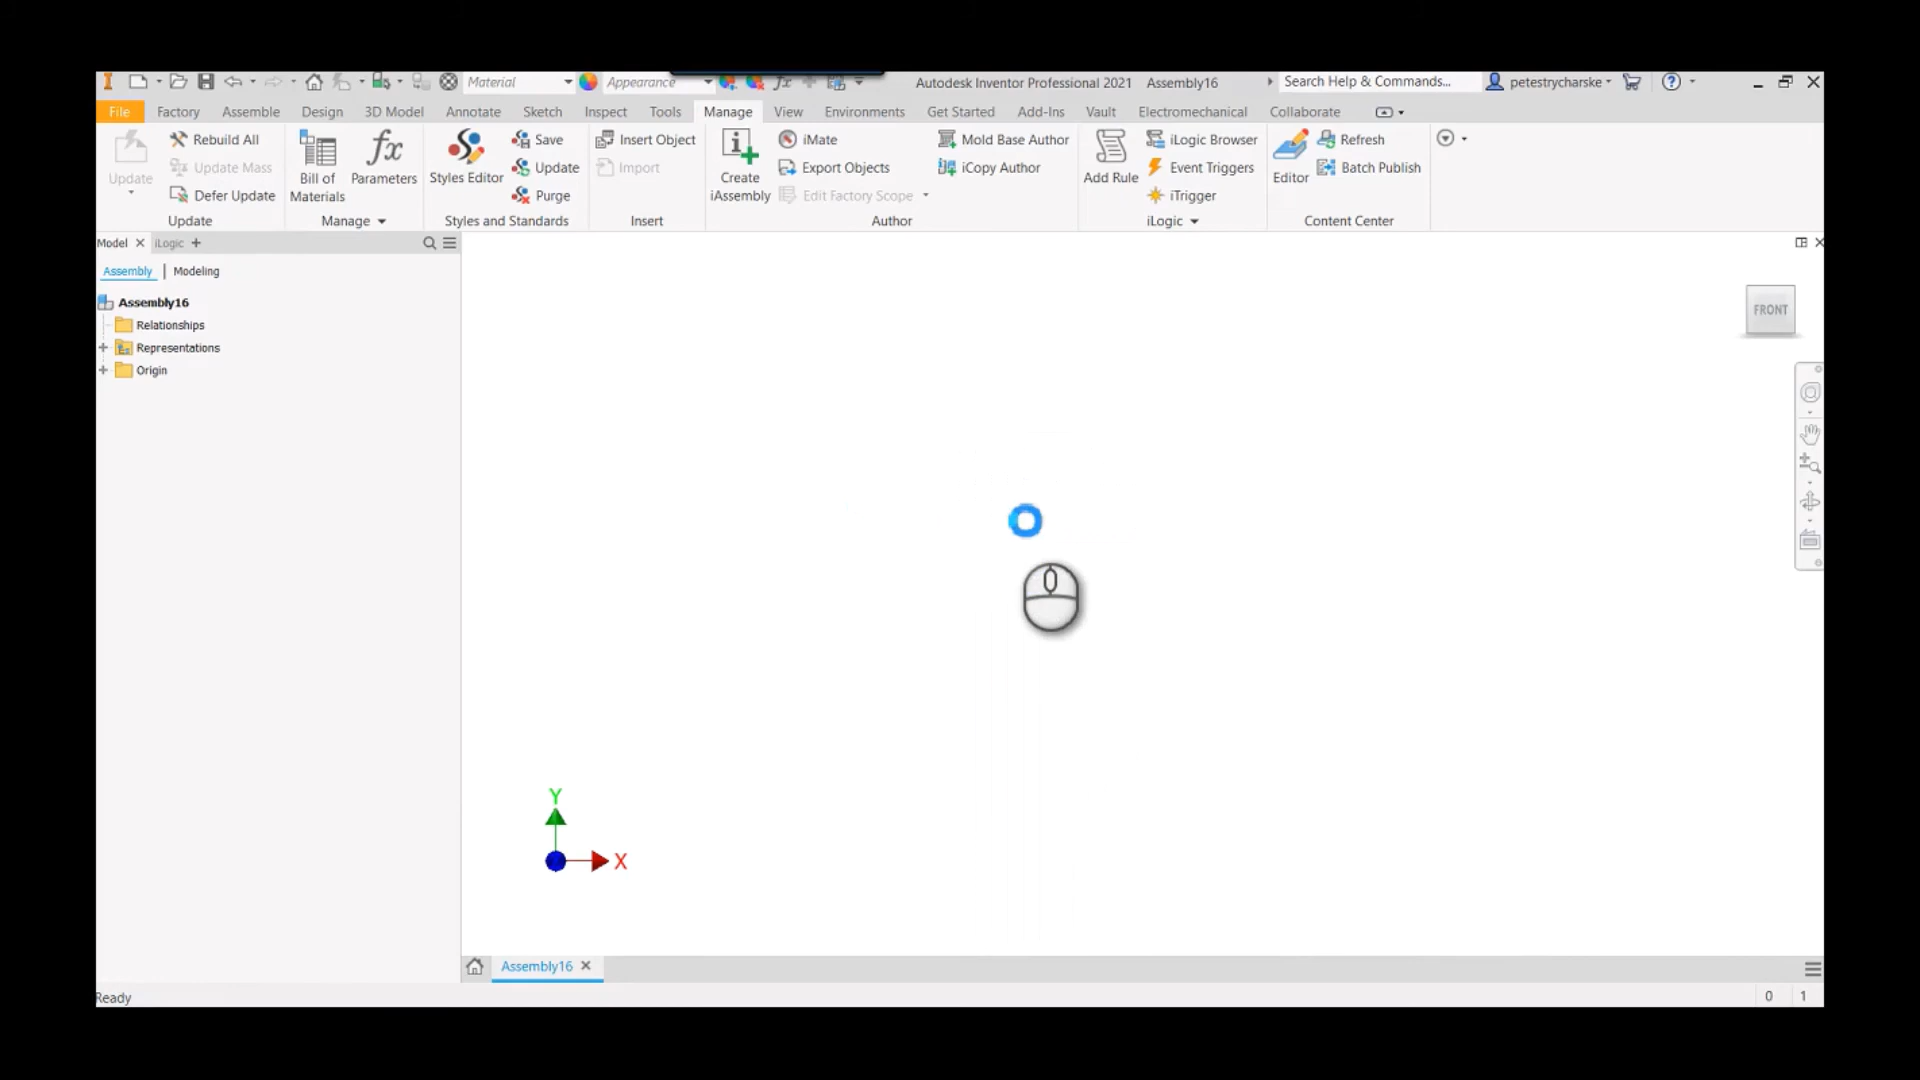 Material
Appearance
fx
Autodesk Inventor Professional 2021 Assembly16
Search Help & Commands...
petestrycharske
File Factory Assemble Design 3D Model Annotate Sketch Inspect Tools Manage View Environments Get Started Add-Ins Vault Electromechanical Collaborate
Update
Rebuild All
Update Mass
Defer Update
Update
Bill of
Materials
fx
Parameters
Manage
Styles Editor
Save
Update
Purge
Styles and Standards
Insert Object
Import
Insert
Create
iAssembly
iMate
Export Objects
Edit Factory Scope
Mold Base Author
iCopy Author
Author
Add Rule
iLogic Browser
Event Triggers
iTrigger
iLogic
Editor
Refresh
Batch Publish
Content Center
Model
iLogic
Assembly | Modeling
Assembly16
Relationships
Representations
Origin
FRONT
Y
X
Assembly16
Ready
0 1